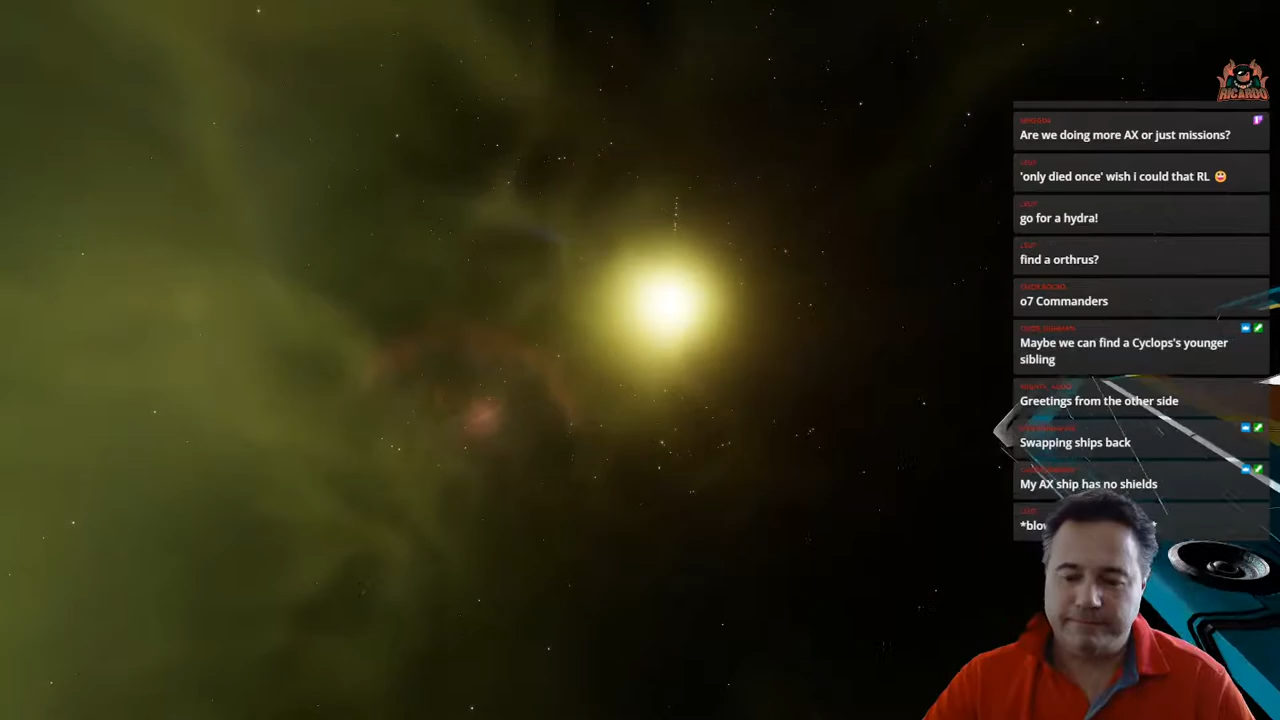 RICARDO
Are we doing more AX or just missions?
'only died once' wish i could that RL
go for a hydra!
find a orthrus?
o7 Commanders
Maybe we can find a Cyclops's younger
sibling
Greetings from the other side
Swapping ships back
My AX ship has no shields